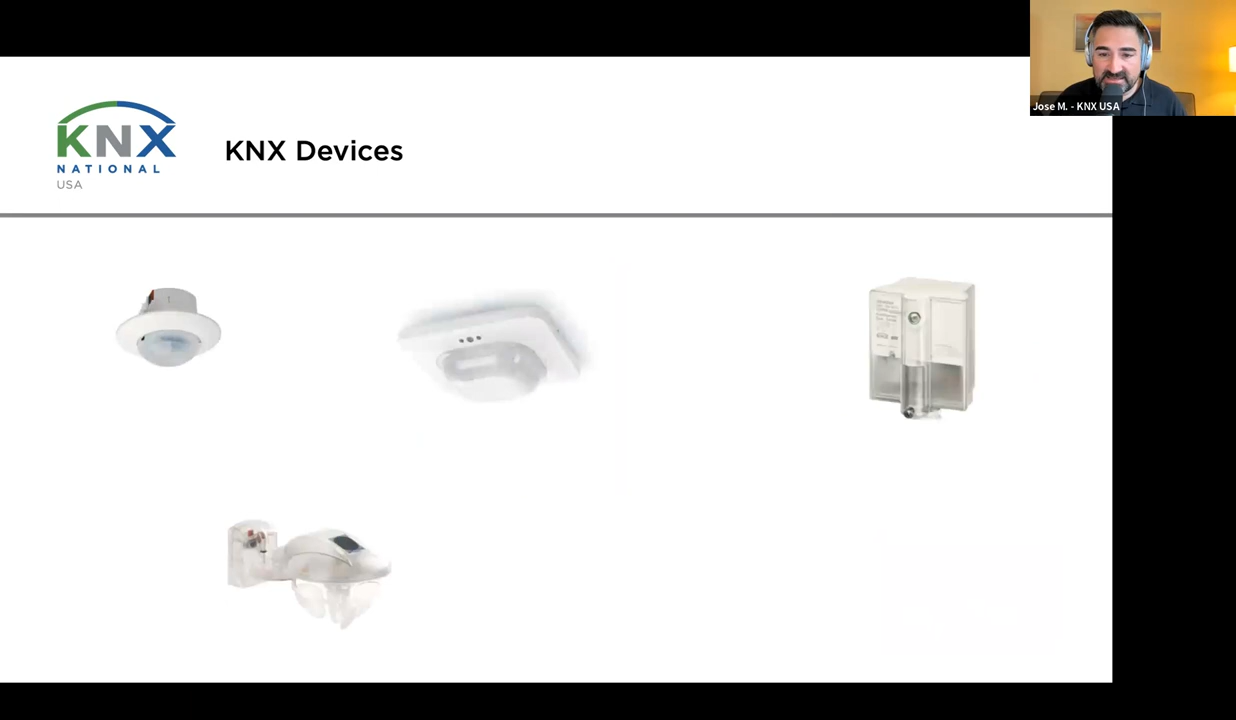 Jose M. - KNX USA
KNX
NATIONAL
USA
KNX Devices